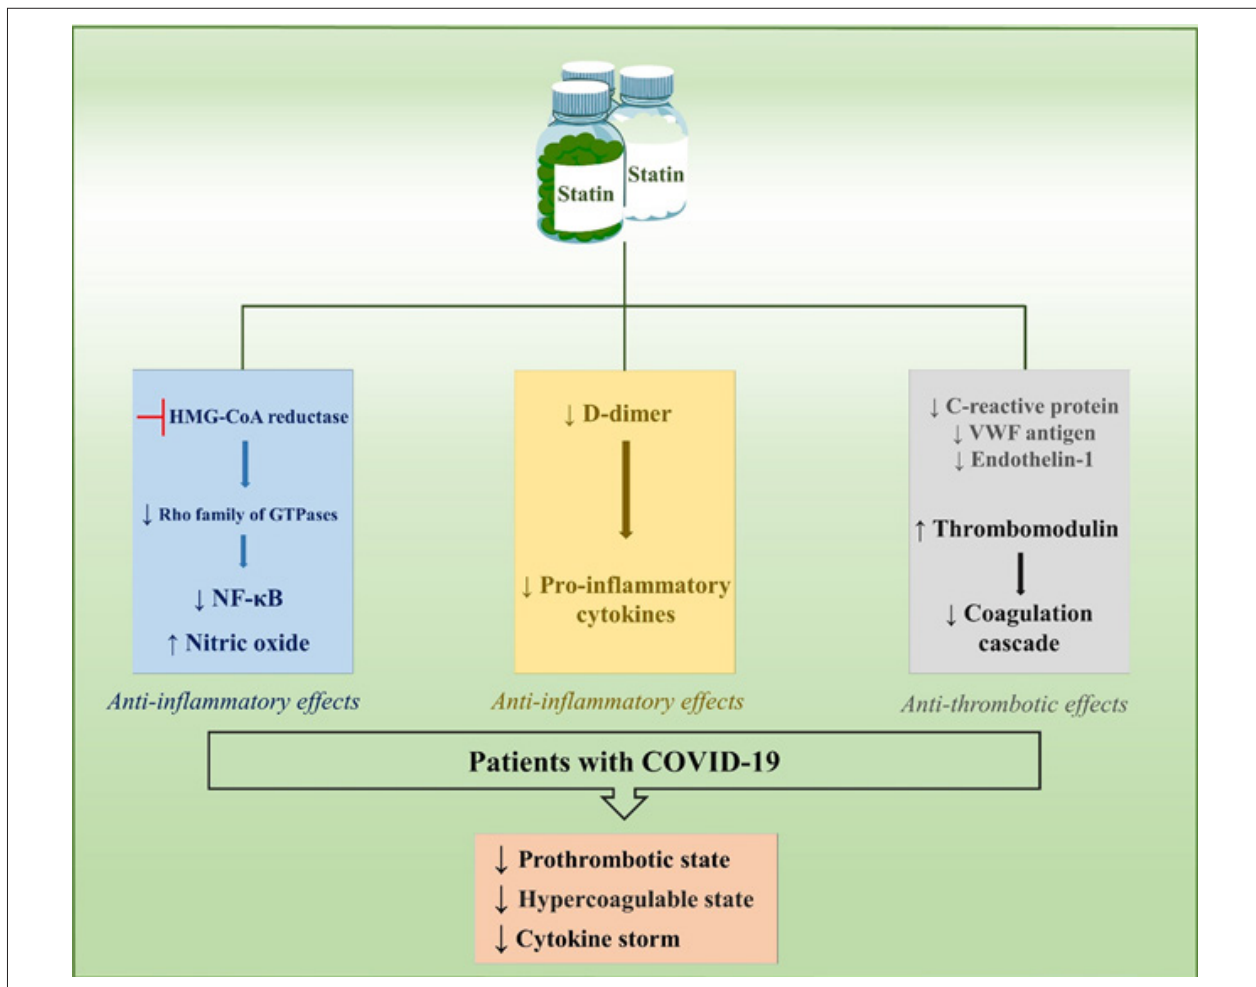 Statin
Statin
HMG-CoA reductase
↓ Rho family of GTPases
↓ NF-κB
↑ Nitric oxide
Anti-inflammatory effects
↓ D-dimer
↓ Pro-inflammatory
cytokines
Anti-inflammatory effects
↓ C-reactive protein
↓ VWF antigen
↓ Endothelin-1
↑ Thrombomodulin
↓ Coagulation
cascade
Anti-thrombotic effects
Patients with COVID-19
↓ Prothrombotic state
↓ Hypercoagulable state
↓ Cytokine storm